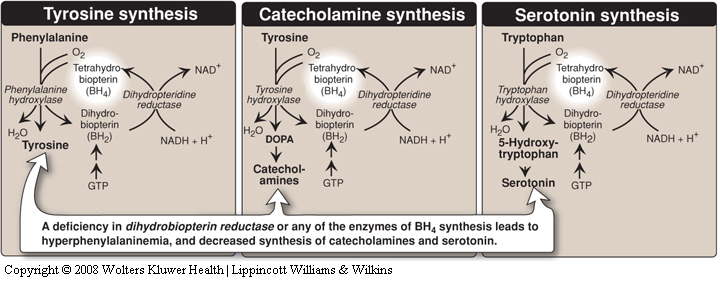 Tyrosine synthesis
Phenylalanine
O2
Tetrahydro
biopterin
(BH4)
NAD+
Phenylalanine
hydroxylase
Dihydropteridine
reductase
Dihydro-
biopterin
(BH2)
H2O
Tyrosine
NADH + H+
GTP
Catecholamine synthesis
Tyrosine
O2
Tetrahydro
biopterin
(BH4)
NAD+
Tyrosine
hydroxylase
Dihydropteridine
reductase
Dihydro-
biopterin
(BH2)
H2O
DOPA
NADH + H+
Catechol-
amines
GTP
Serotonin synthesis
Tryptophan
O2
Tetrahydro
biopterin
(BH4)
NAD+
Tryptophan
hydroxylase
Dihydropteridine
reductase
Dihydro-
biopterin
(BH2)
H2O
5-Hydroxy-
tryptophan
NADH + H+
Serotonin
GTP
A deficiency in dihydrobiopterin reductase or any of the enzymes of BH4 synthesis leads to
hyperphenylalaninemia, and decreased synthesis of catecholamines and serotonin.
Copyright © 2008 Wolters Kluwer Health | Lippincott Williams & Wilkins